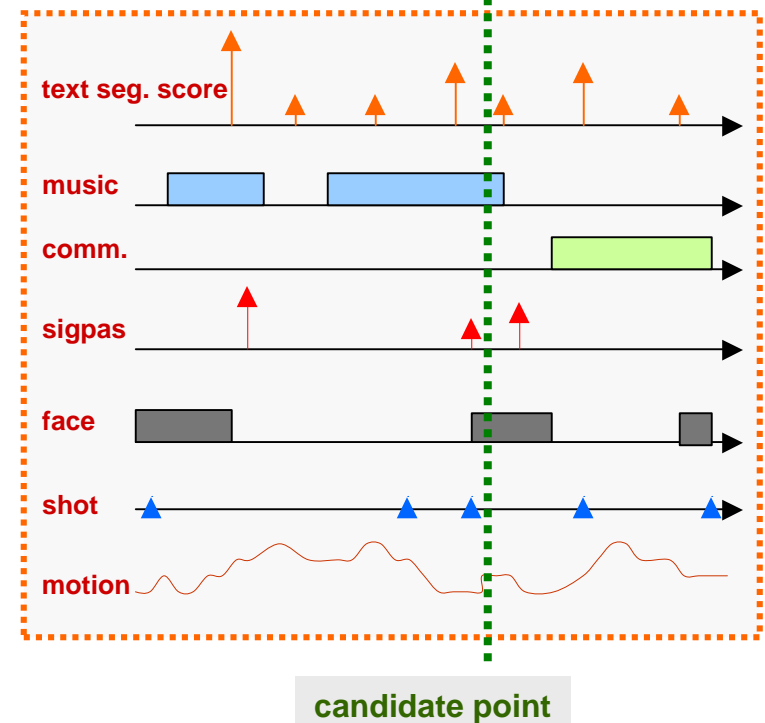 text seg. score
music
comm.
sigpas
face
shot
motion
candidate point